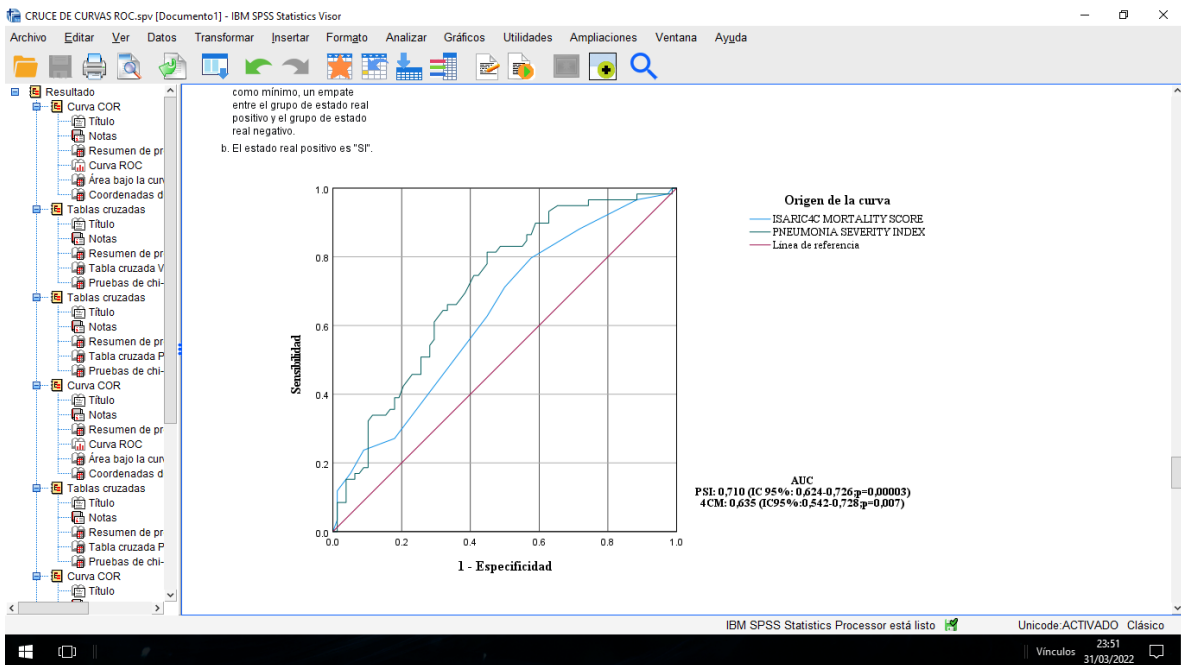 CRUCE DE CURVAS ROC.spv [Documento1] - IBM SPSS Statistics Visor
Archivo Editar Ver Datos Transformar Insertar Formato Analizar Gráficos Utilidades Ampliaciones Ventana Ayuda
Resultado
Curva COR
Título
Notas
Resumen de pr
Curva ROC
Área bajo la curv
Coordenadas d
Tablas cruzadas
Título
Notas
Resumen de pr
Tabla cruzada V
Pruebas de chi-
Tablas cruzadas
Título
Notas
Resumen de pr
Tabla cruzada P
Pruebas de chi-
Curva COR
Título
Notas
Resumen de pr
Curva ROC
Área bajo la curv
Coordenadas d
Tablas cruzadas
Título
Notas
Resumen de pr
Tabla cruzada P
Pruebas de chi-
Curva COR
Título
como mínimo, un empate
entre el grupo de estado real
positivo y el grupo de estado
real negativo.
b. El estado real positivo es "SI".
Sensibilidad
1.0
0.8
0.6
0.4
0.2
0.0
0.0 0.2 0.4 0.6 0.8 1.0
1 - Especificidad
Origen de la curva
ISARIC4C MORTALITY SCORE
PNEUMONIA SEVERITY INDEX
Línea de referencia
AUC
PSI: 0,710 (IC 95%: 0,624-0,726;p=0,00003)
4CM: 0,635 (IC95%:0,542-0,728;p=0,007)
IBM SPSS Statistics Processor está listo Unicode:ACTIVADO Clásico
Vínculos
23:51
31/03/2022